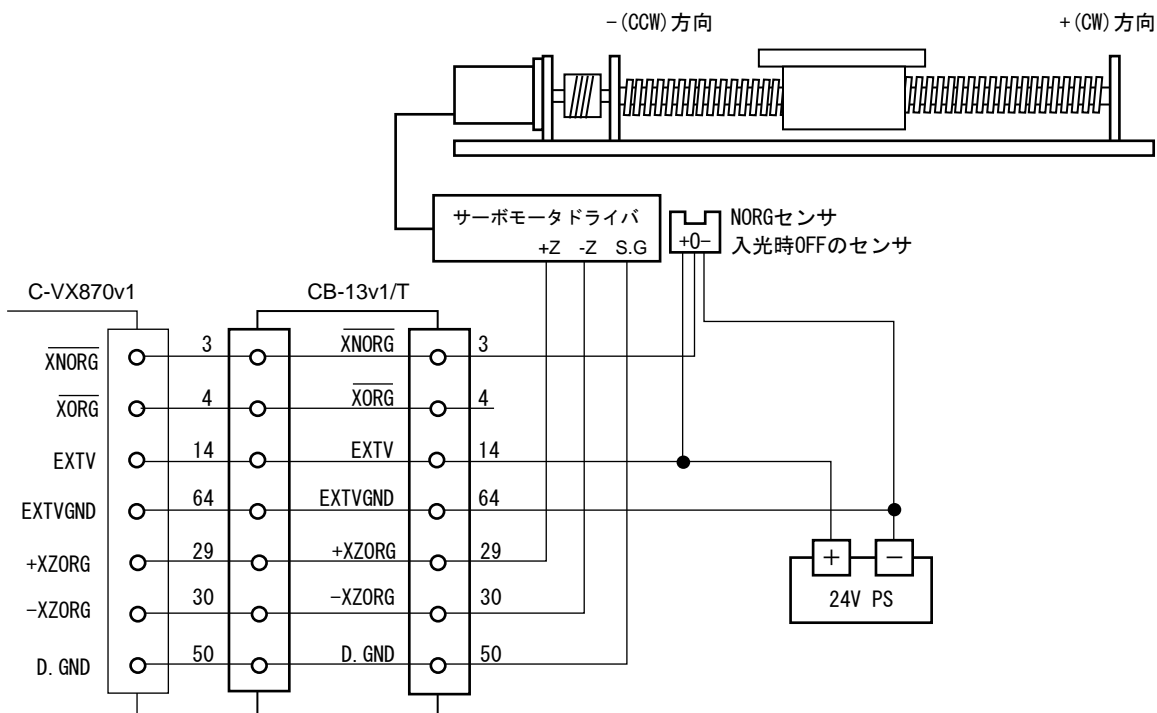 -(CCW)方向
+(CW)方向
サーボモータドライバ
+Z -Z S.G
+O-
NORGセンサ
入光時OFFのセンサ
C-VX870v1
CB-13v1/T
XNORG 3 XNORG 3
XORG 4 XORG 4
EXTV 14 EXTV 14
EXTVGND 64 EXTVGND 64
+XZORG 29 +XZORG 29
-XZORG 30 -XZORG 30
D.GND 50 D.GND 50
+ -
24V PS